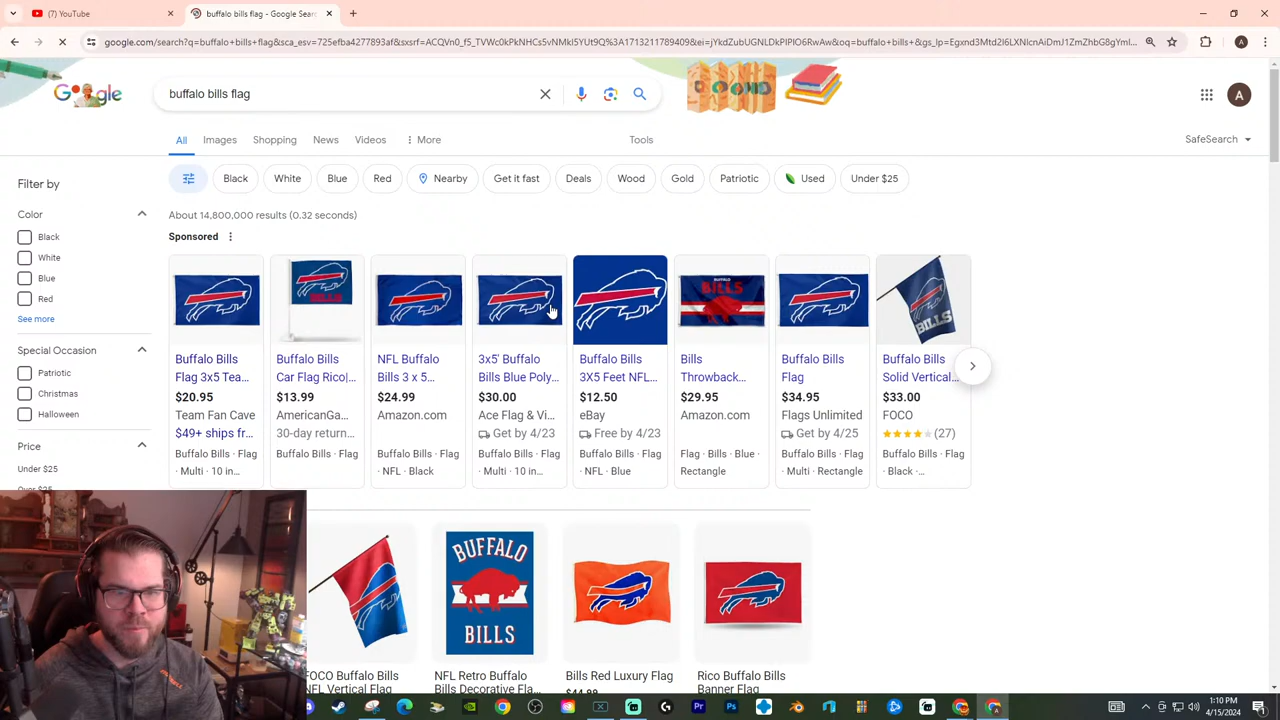 (7) YouTube
buffalo bills flag - Google Sear
google.com/search?q=buffalo+bills+flag&sca_esv=725efba4277893af&sxsrf=ACQVn0_f5_TVWc0kPkNHCs5vNMkl5YUt9Q%3A1713211789409&ei
buffalo bills flag
All Images Shopping News Videos More Tools SafeSearch
Black White Blue Red Nearby Get it fast Deals Wood Gold Patriotic Used Under $25
About 14,800,000 results (0.32 seconds)
Sponsored
Filter by
Color
Black
White
Blue
Red
See more
Special Occasion
Patriotic
Christmas
Halloween
Price
Under $25
Buffalo Bills
Flag 3x5 Tea...
$20.95
Team Fan Cave
$49+ ships fr...
Buffalo Bills · Flag
· Multi · 10 in...
BILLS
Buffalo Bills
Car Flag Rico|...
$13.99
AmericanGa...
30-day return...
Buffalo Bills · Flag
NFL Buffalo
Bills 3 x 5...
$24.99
Amazon.com
Buffalo Bills · Flag
· NFL · Black
3x5' Buffalo
Bills Blue Poly...
$30.00
Ace Flag & Vi...
Get by 4/23
Buffalo Bills · Flag
· Multi · 10 in...
Buffalo Bills
3X5 Feet NFL...
$12.50
eBay
Free by 4/23
Buffalo Bills · Flag
· NFL · Blue
BUFFALO
BILLS
Bills
Throwback...
$29.95
Amazon.com
Flag · Bills · Blue ·
Rectangle
Buffalo Bills
Flag
$34.95
Flags Unlimited
Get by 4/25
Buffalo Bills · Flag
· Multi · Rectangle
BILLS
Buffalo Bills
Solid Vertical...
$33.00
FOCO
(27)
Buffalo Bills · Flag
· Black · ...
FOCO Buffalo Bills
NFL Vertical Flag
BUFFALO
BILLS
NFL Retro Buffalo
Bills Decorative Fla...
Bills Red Luxury Flag
$44.99
Rico Buffalo Bills
Banner Flag
1:10 PM
4/15/2024